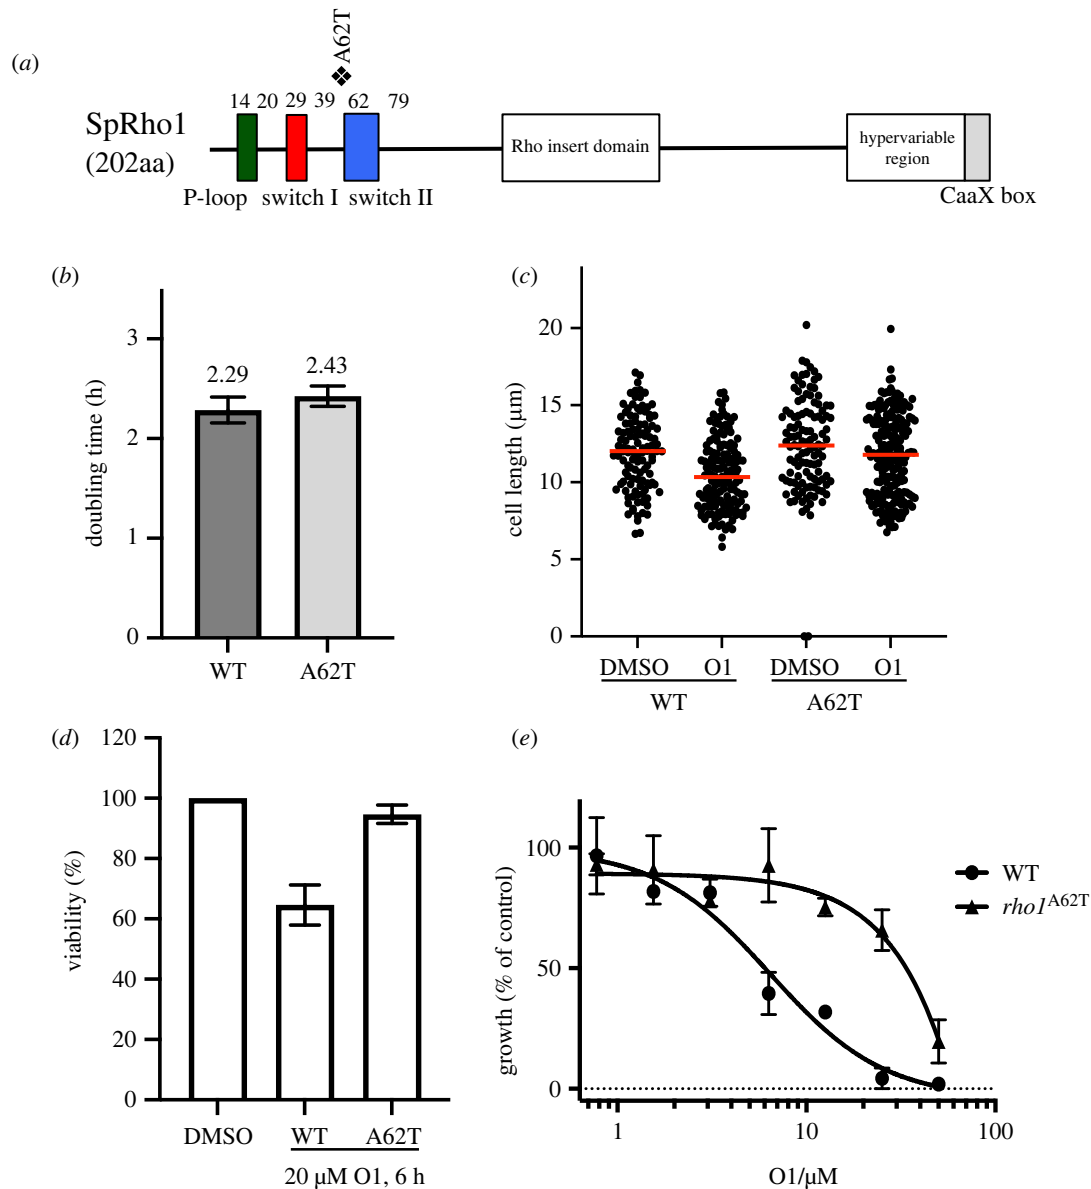 (a)
A62T
14 20 29 39 62 79
SpRho1
(202aa)
Rho insert domain
hypervariable
region
P-loop switch I switch II
CaaX box
(b)
doubling time (h)
3
2
1
0
2.29
2.43
WT
A62T
(c)
cell length (µm)
20
15
10
5
0
DMSO O1 DMSO O1
WT A62T
(d)
viability (%)
120
100
80
60
40
20
0
DMSO WT A62T
20 µM O1, 6 h
(e)
growth (% of control)
100
50
0
1 10 100
O1/µM
WT
rho1A62T